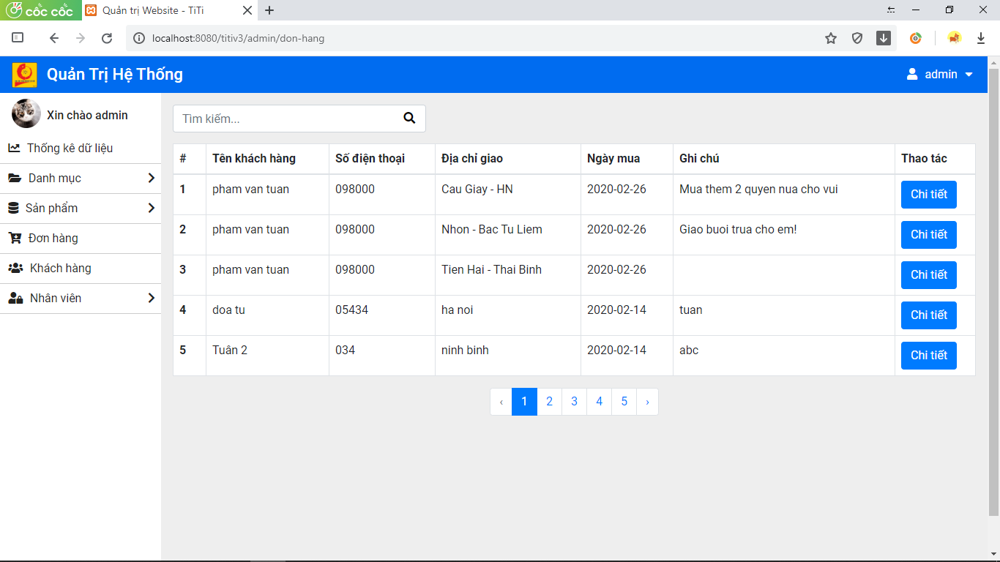 cốc cốc
Quản trị Website - TiTi
localhost:8080/titiv3/admin/don-hang
Quản Trị Hệ Thống
admin
Xin chào admin
Thống kê dữ liệu
Danh mục
Sản phẩm
Đơn hàng
Khách hàng
Nhân viên
Tìm kiếm...
# Tên khách hàng Số điện thoại Địa chỉ giao Ngày mua Ghi chú Thao tác
1 pham van tuan 098000 Cau Giay - HN 2020-02-26 Mua them 2 quyen nua cho vui Chi tiết
2 pham van tuan 098000 Nhon - Bac Tu Liem 2020-02-26 Giao buoi trua cho em! Chi tiết
3 pham van tuan 098000 Tien Hai - Thai Binh 2020-02-26 Chi tiết
4 doa tu 05434 ha noi 2020-02-14 tuan Chi tiết
5 Tuân 2 034 ninh binh 2020-02-14 abc Chi tiết
‹ 1 2 3 4 5 ›